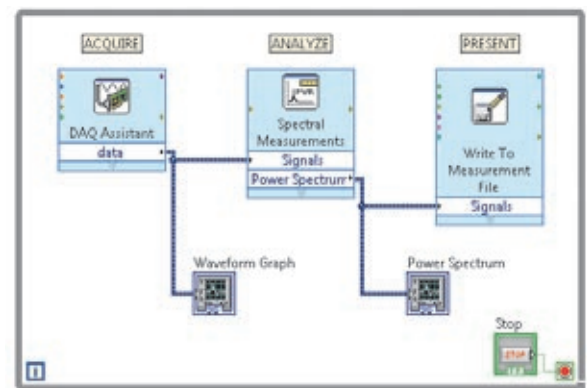 ACQUIRE
ANALYZE
PRESENT
DAQ Assistant
data
Spectral
Measurements
Signals
Power Spectrum
Write To
Measurement
File
Signals
Waveform Graph
Power Spectrum
Stop
STOP
i